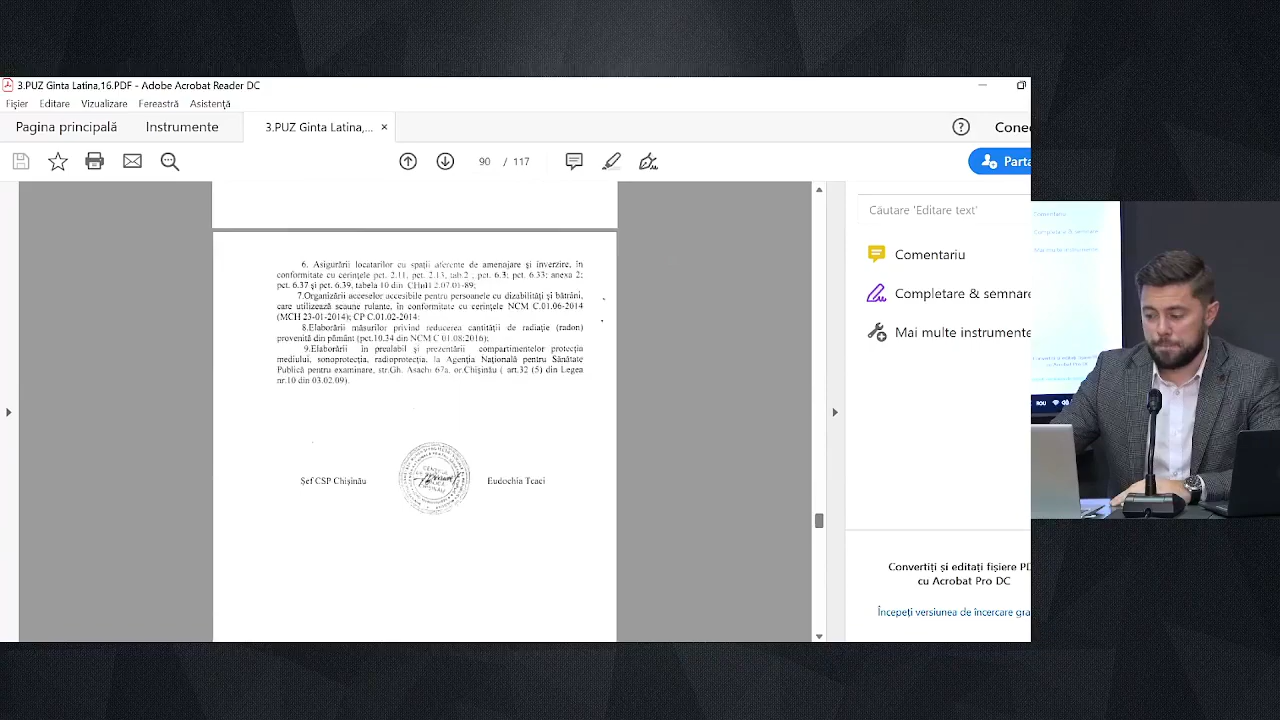 3.PUZ Ginta Latina,16.PDF - Adobe Acrobat Reader DC
Fișier Editare Vizualizare Fereastră Asistență
Pagina principală Instrumente 3.PUZ Ginta Latina,... × Conec
90 / 117 Parta
Căutare 'Editare text'
Comentariu
Completare & semnare
Mai multe instrumente
6. Asigurării locatarilor cu spații aferente de amenajare și inverzire, în
conformitate cu cerințele pct. 2.11, pct. 2.13, tab.2 , pct. 6.3; pct. 6.33; anexa 2;
pct. 6.37 și pct. 6.39, tabela 10 din CHиП 2.07.01-89;
7.Organizării acceselor accesibile pentru persoanele cu dizabilități și bătrâni,
care utilizează scaune rulante, în conformitate cu cerințele NCM C.01.06-2014
(MCH 23-01-2014); CP C.01.02-2014;
8.Elaborării măsurilor privind reducerea cantității de radiație (radon)
provenită din pământ (pct.10.34 din NCM C 01.08:2016);
9.Elaborării în prealabil și prezentării compartimentelor protecția
mediului, sonoprotecția, radioprotecția, la Agenția Națională pentru Sănătate
Publică pentru examinare, str.Gh. Asachi 67a, or.Chișinău ( art.32 (5) din Legea
nr.10 din 03.02.09).
Șef CSP Chișinău Eudochia Tcaci
Convertiți și editați fișiere PD
cu Acrobat Pro DC
Începeți versiunea de încercare gra